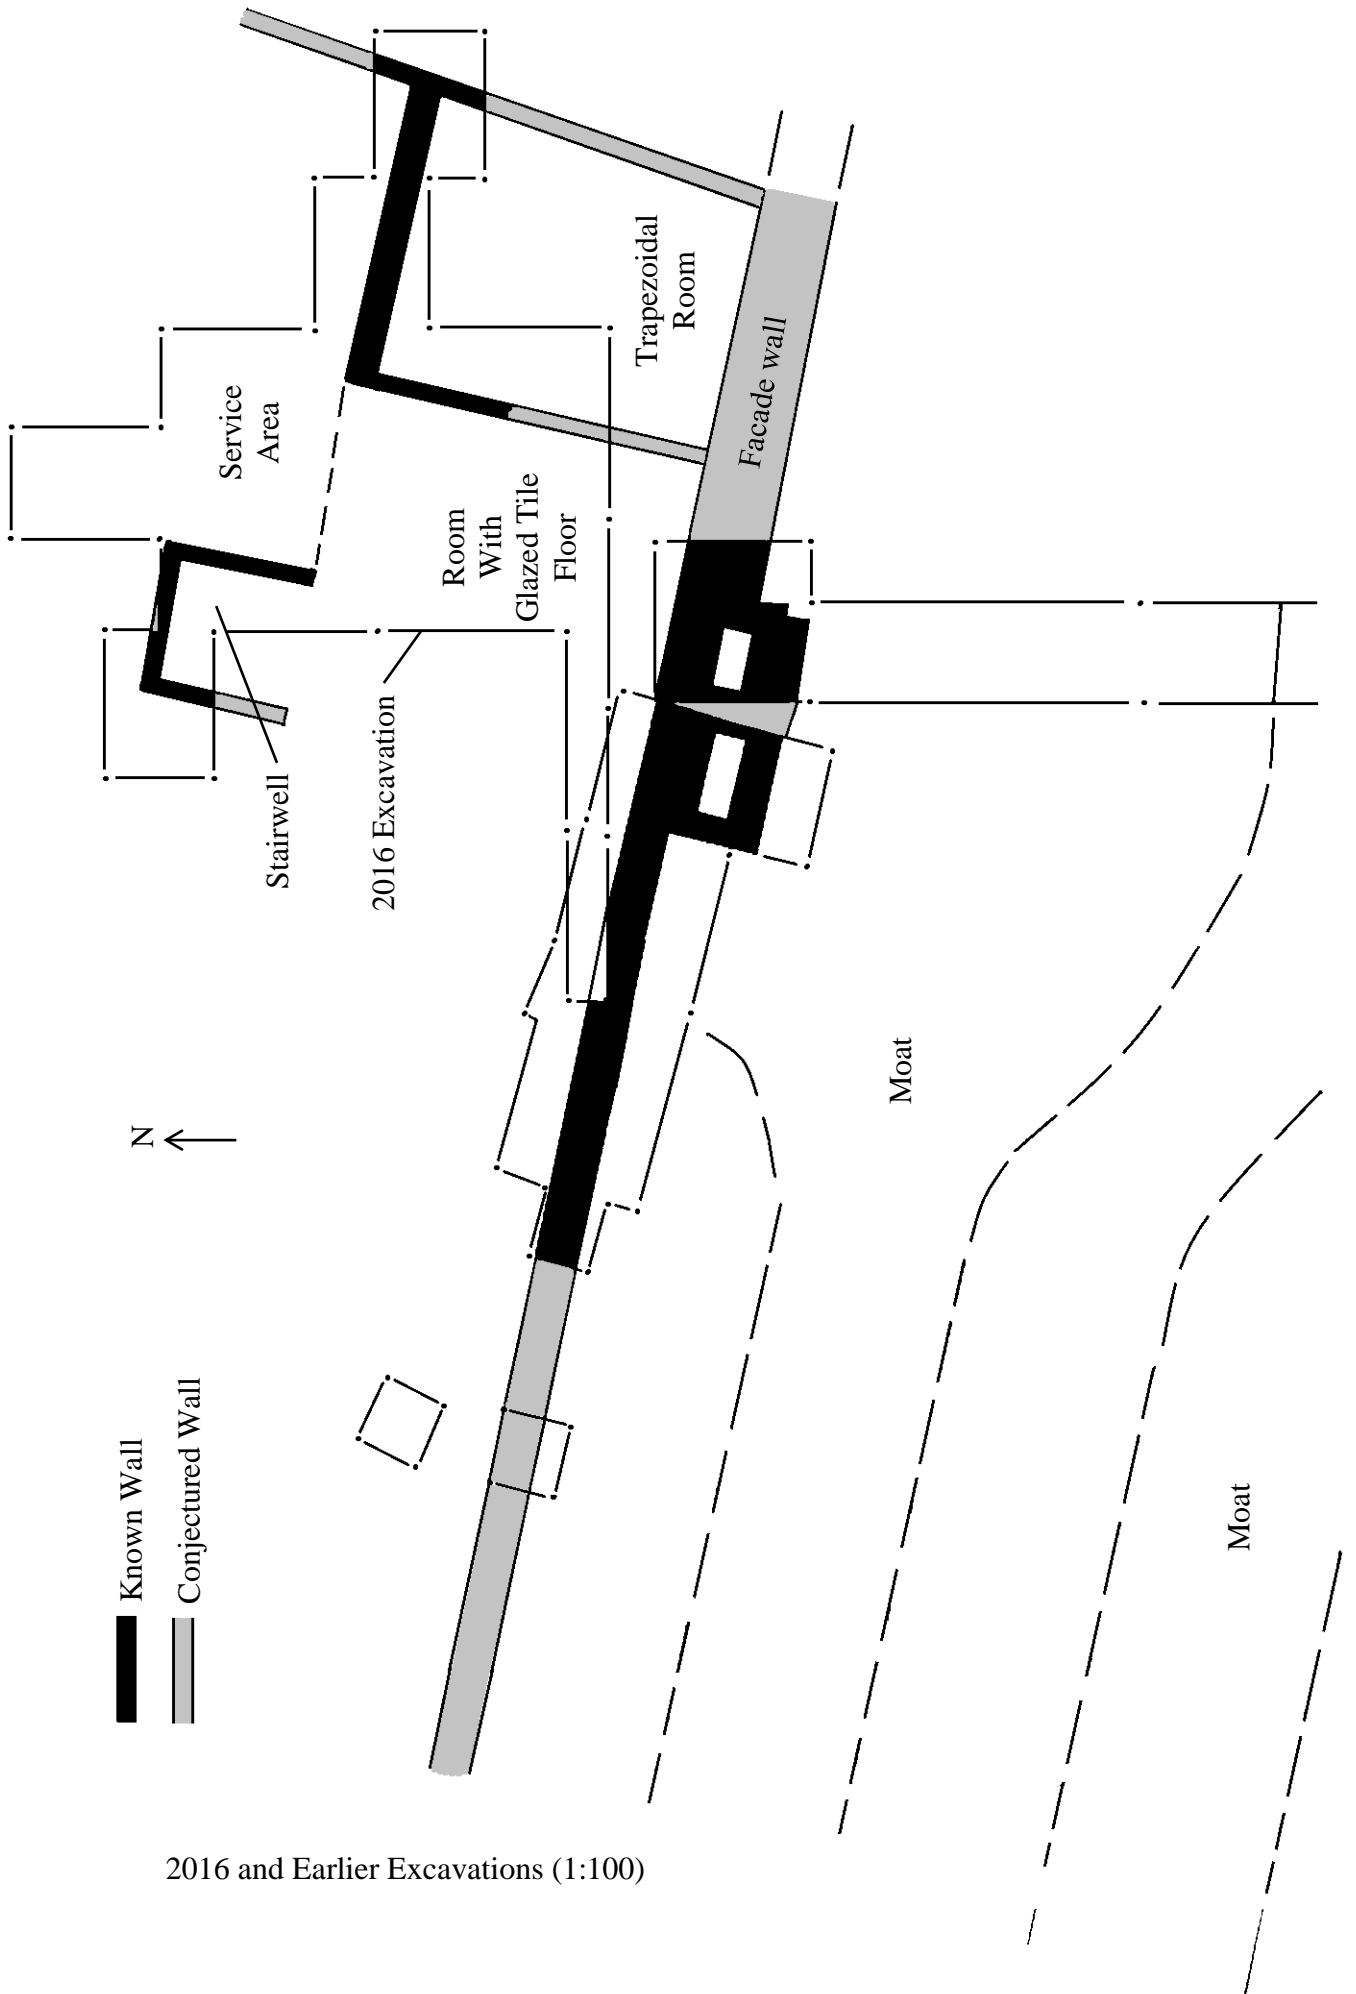 Known Wall
Conjectured Wall
N
Stairwell
2016 Excavation
Service
Area
Room
With
Glazed Tile
Floor
Trapezoidal
Room
Facade wall
Moat
Moat
2016 and Earlier Excavations (1:100)